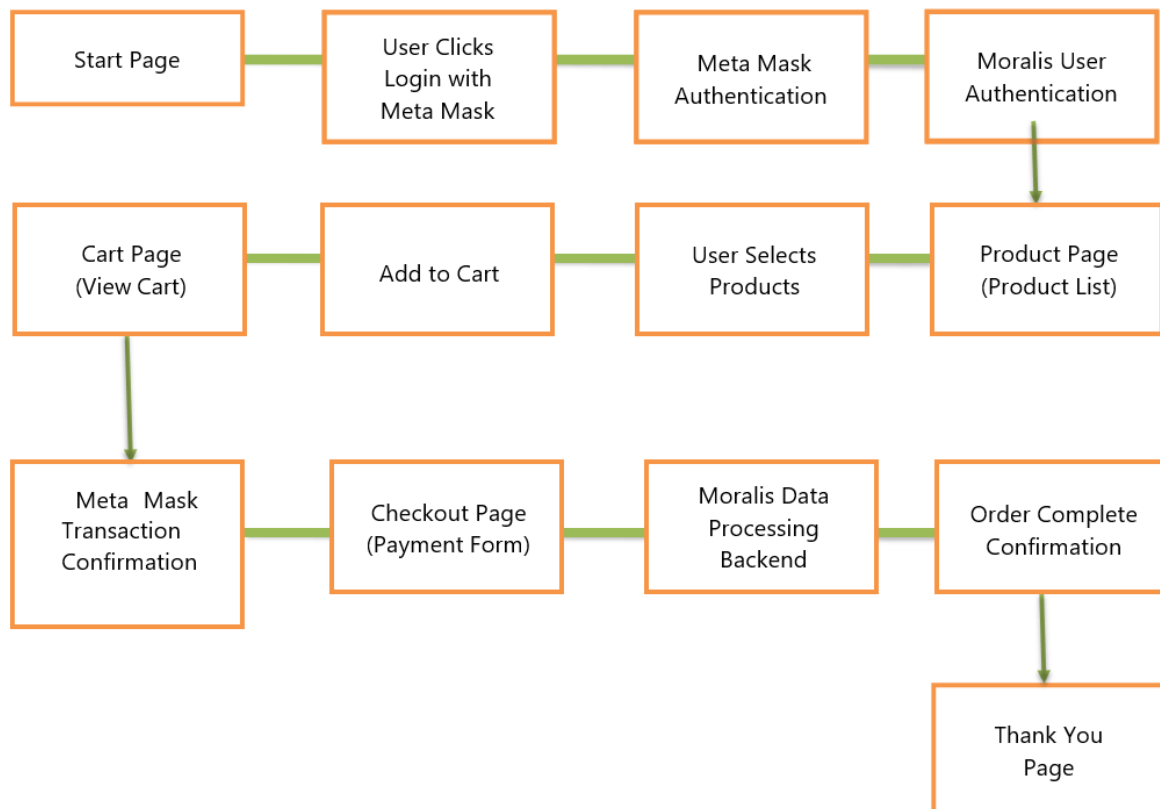 Start Page
User Clicks
Login with
Meta Mask
Meta Mask
Authentication
Moralis User
Authentication
Cart Page
(View Cart)
Add to Cart
User Selects
Products
Product Page
(Product List)
Meta Mask
Transaction
Confirmation
Checkout Page
(Payment Form)
Moralis Data
Processing
Backend
Order Complete
Confirmation
Thank You
Page